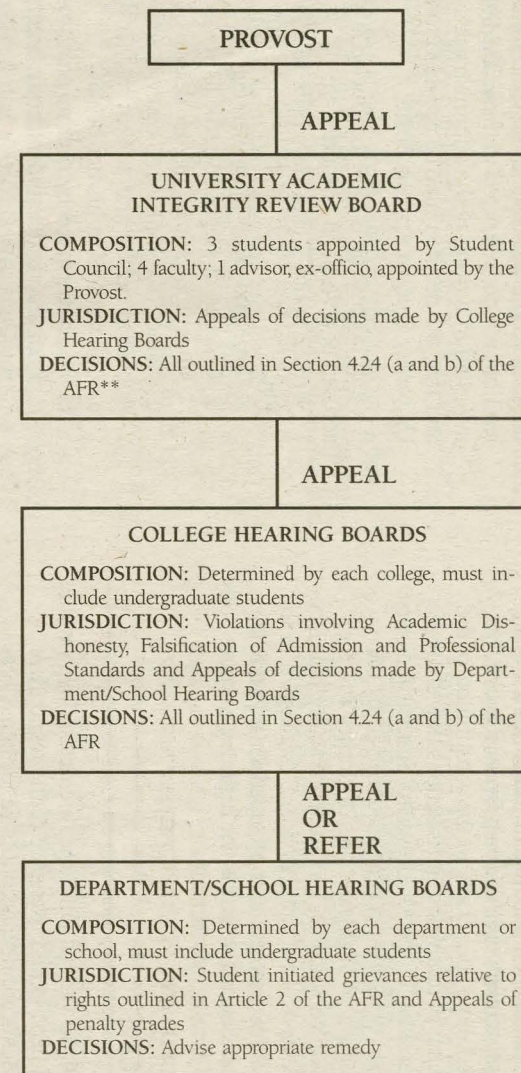 PROVOST
APPEAL
UNIVERSITY ACADEMIC
INTEGRITY REVIEW BOARD
COMPOSITION: 3 students appointed by Student
Council; 4 faculty; 1 advisor, ex-officio, appointed by the
Provost.
JURISDICTION: Appeals of decisions made by College
Hearing Boards
DECISIONS: All outlined in Section 4.2.4 (a and b) of the
AFR**
APPEAL
COLLEGE HEARING BOARDS
COMPOSITION: Determined by each college, must in-
clude undergraduate students
JURISDICTION: Violations involving Academic Dis-
honesty, Falsification of Admission and Professional
Standards and Appeals of decisions made by Depart-
ment/School Hearing Boards
DECISIONS: All outlined in Section 4.2.4 (a and b) of the
AFR
APPEAL
OR
REFER
DEPARTMENT/SCHOOL HEARING BOARDS
COMPOSITION: Determined by each department or
school, must include undergraduate students
JURISDICTION: Student initiated grievances relative to
rights outlined in Article 2 of the AFR and Appeals of
penalty grades
DECISIONS: Advise appropriate remedy